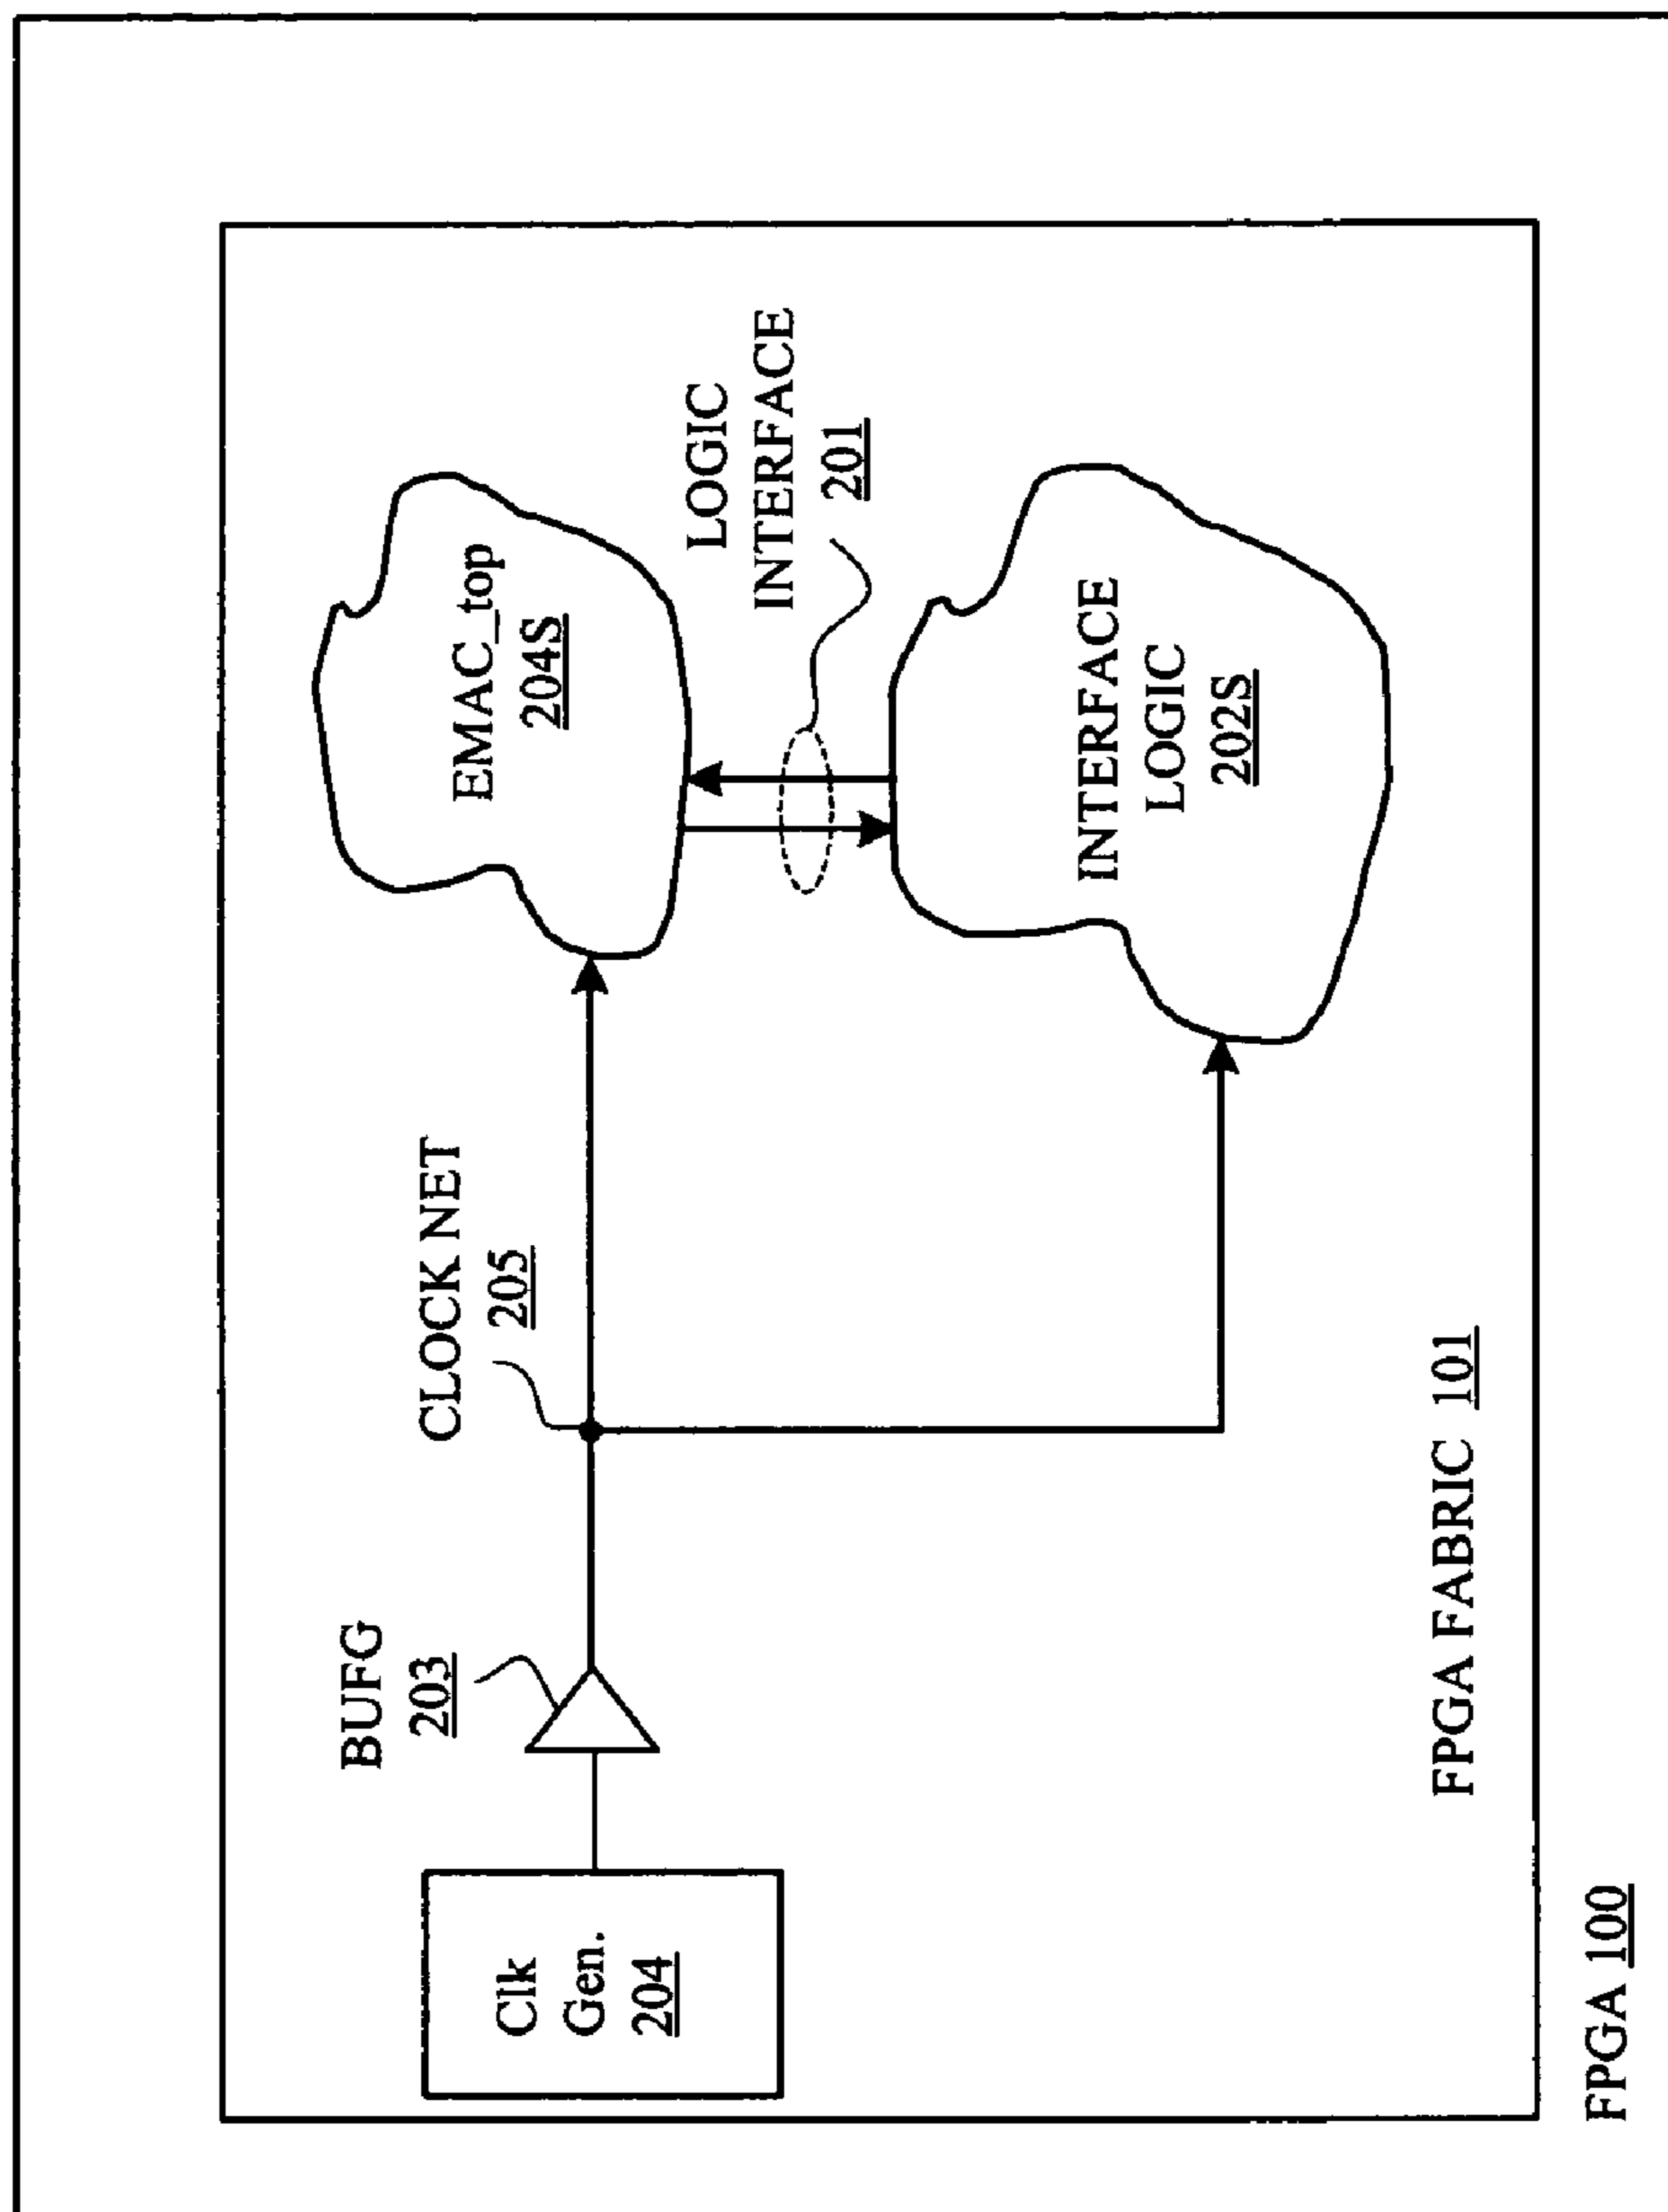 BUFG
203
Clk
Gen.
204
CLOCK NET
205
EMAC_top
204S
LOGIC
INTERFACE
201
INTERFACE
LOGIC
202S
FPGA FABRIC 101
FPGA 100